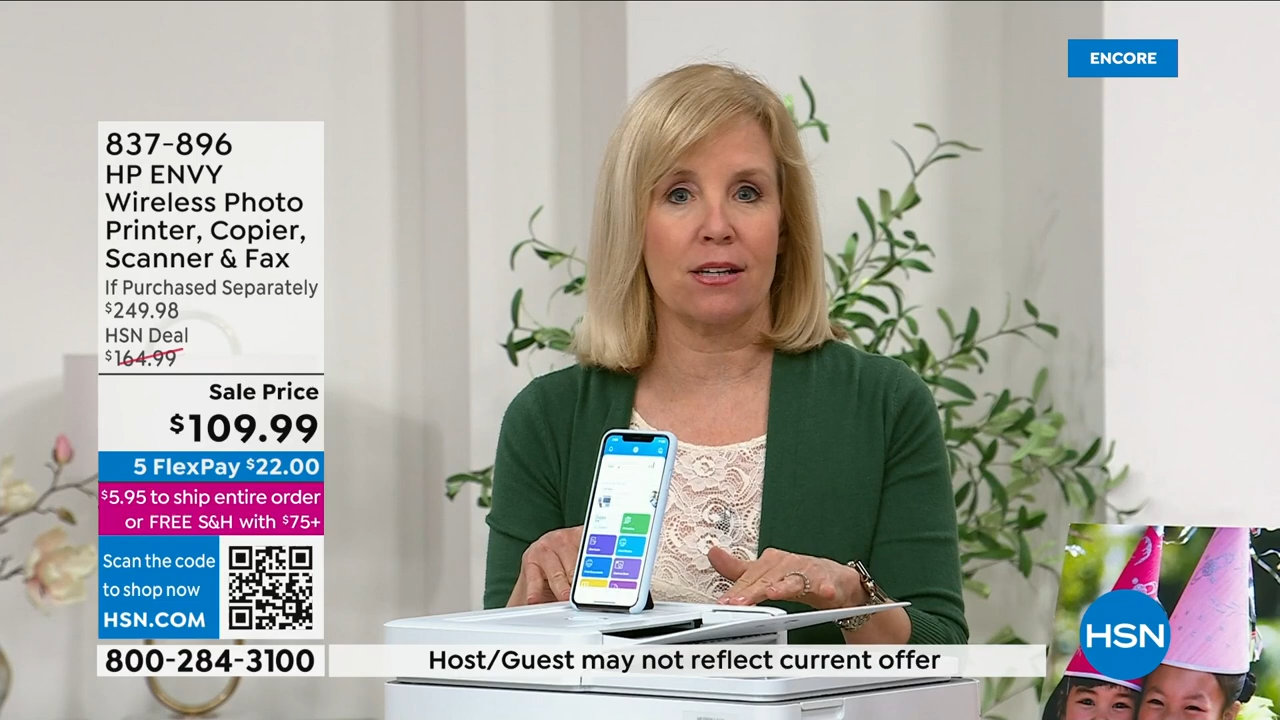 ENCORE
837-896
HP ENVY
Wireless Photo
Printer, Copier,
Scanner & Fax
If Purchased Separately
$249.98
HSN Deal
$164.99
Sale Price
$109.99
5 FlexPay $22.00
$5.95 to ship entire order
or FREE S&H with $75+
Scan the code
to shop now
HSN.COM
800-284-3100
Host/Guest may not reflect current offer
HSN